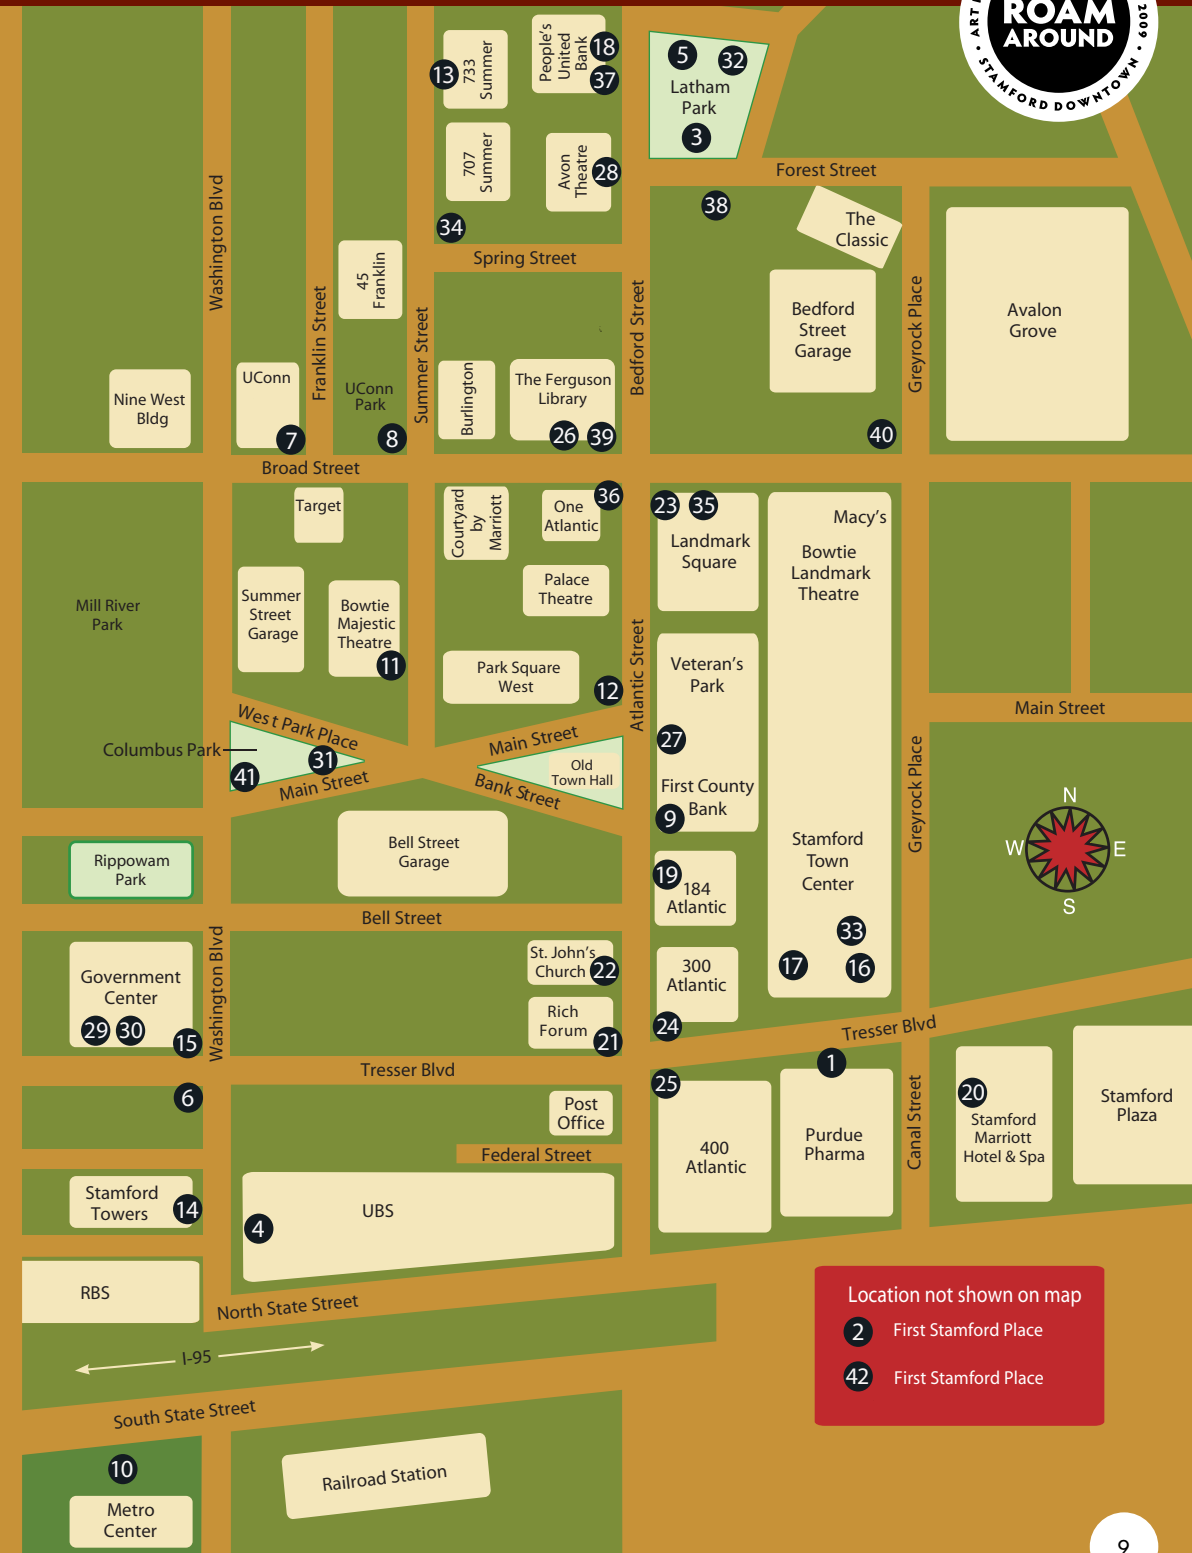 ART
ROAM
AROUND
2009
• STAMFORD DOWNTOWN •
13
733
Summer
People's
United
Bank
18
37
5
32
Latham
Park
3
707
Summer
Avon
Theatre
28
Forest Street
34
38
The
Classic
Spring Street
Washington Blvd
45
Franklin
Franklin Street
Summer Street
Bedford Street
Bedford
Street
Garage
Greyrock Place
Avalon
Grove
Nine West
Bldg
UConn
7
UConn
Park
8
Burlington
The Ferguson
Library
26
39
40
Broad Street
Target
Courtyard
by
Marriott
One
Atlantic
36
23
35
Landmark
Square
Macy's
Bowtie
Landmark
Theatre
Mill River
Park
Summer
Street
Garage
Bowtie
Majestic
Theatre
11
Palace
Theatre
Park Square
West
12
Atlantic Street
Veteran's
Park
27
First County
Bank
9
Main Street
West Park Place
Columbus Park
31
41
Main Street
Main Street
Bank Street
Old
Town Hall
Greyrock Place
N
W
E
S
Rippowam
Park
Bell Street
Garage
19
184
Atlantic
Stamford
Town
Center
Bell Street
33
17
16
Government
Center
29
30
15
Washington Blvd
St. John's
Church
22
300
Atlantic
Rich
Forum
21
24
Tresser Blvd
Tresser Blvd
6
25
1
20
Post
Office
Federal Street
400
Atlantic
Purdue
Pharma
Canal Street
Stamford
Marriott
Hotel & Spa
Stamford
Plaza
Stamford
Towers
14
4
UBS
RBS
North State Street
I-95
South State Street
Location not shown on map
2
First Stamford Place
42
First Stamford Place
10
Metro
Center
Railroad Station
9